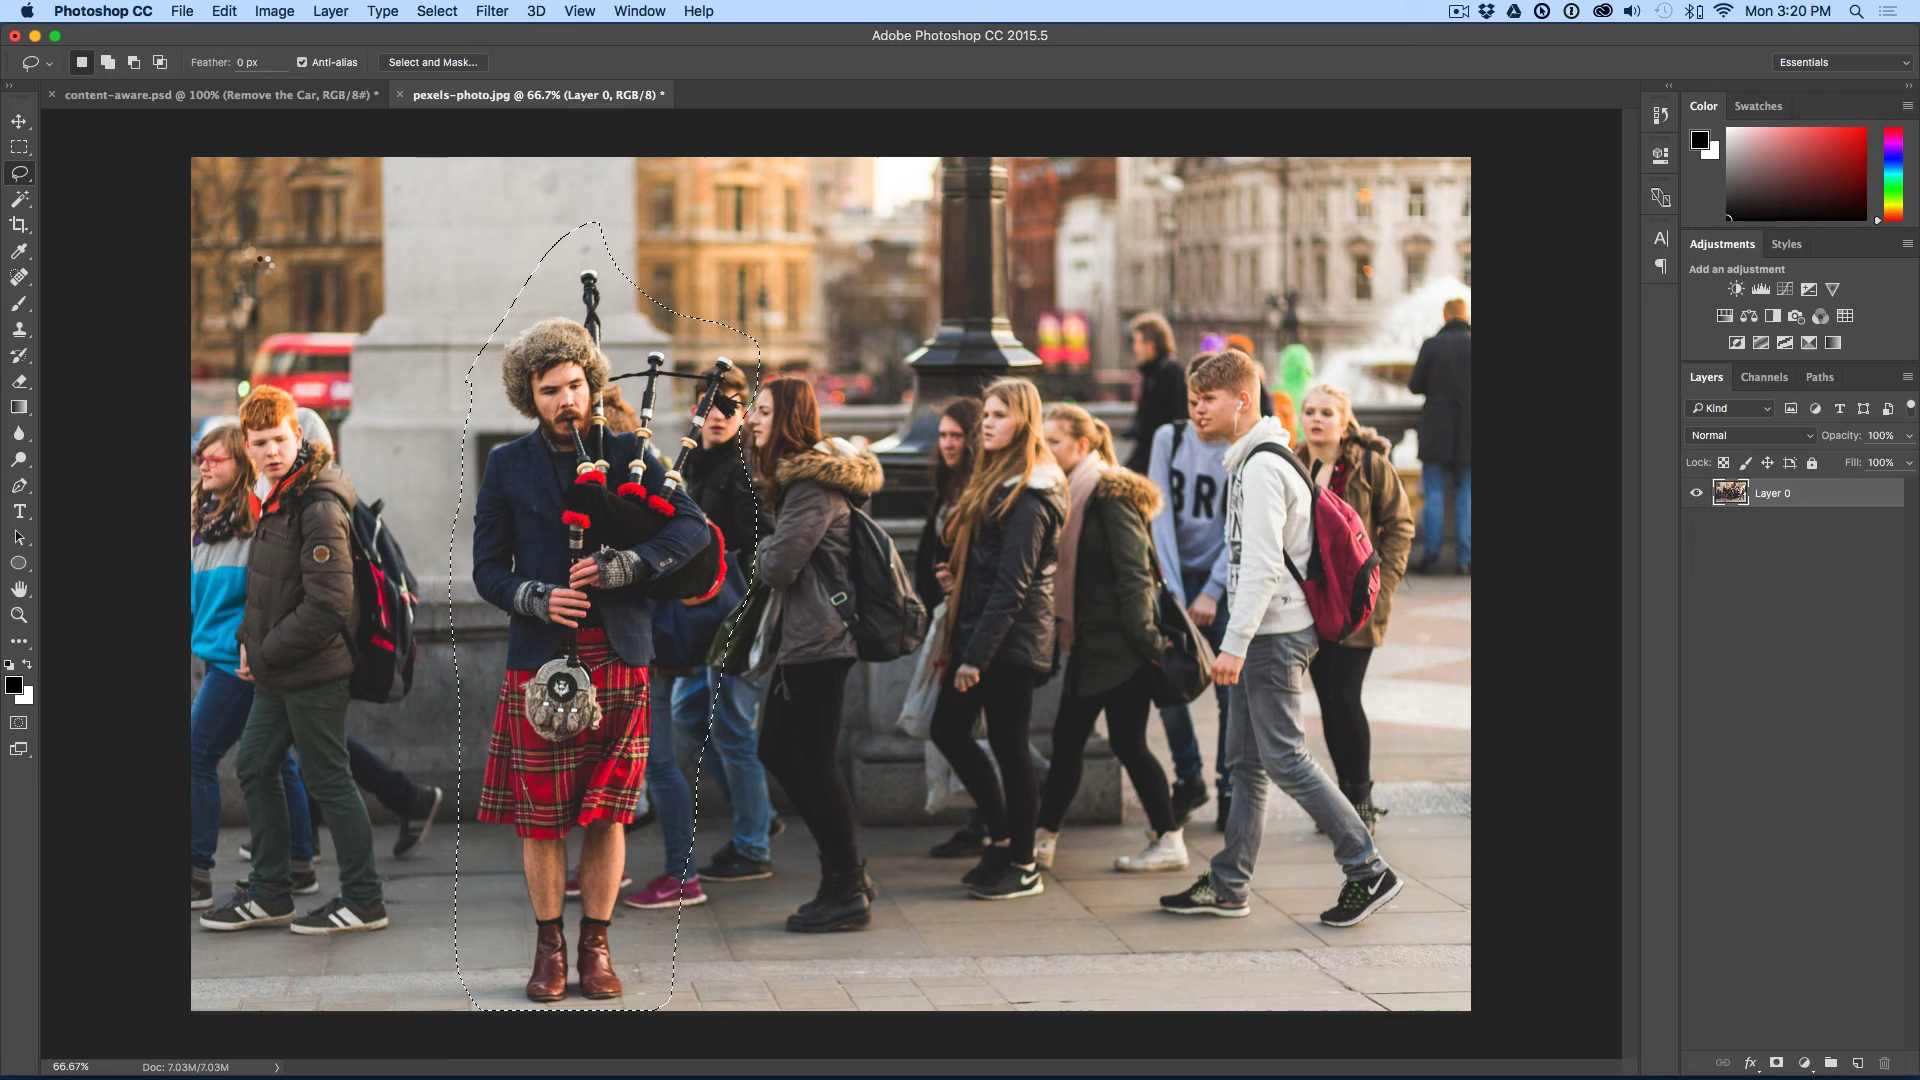 Photoshop CC File Edit Image Layer Type Select Filter 3D View Window Help Mon 3:20 PM
Adobe Photoshop CC 2015.5
Feather: 0 px Anti-alias Select and Mask... Essentials
content-aware.psd @ 100% (Remove the Car, RGB/8#) * pexels-photo.jpg @ 66.7% (Layer 0, RGB/8) *
Color Swatches
Adjustments Styles
Add an adjustment
Layers Channels Paths
Kind
Normal Opacity: 100%
Lock: Fill: 100%
Layer 0
BR
66.67% Doc: 7.03M/7.03M